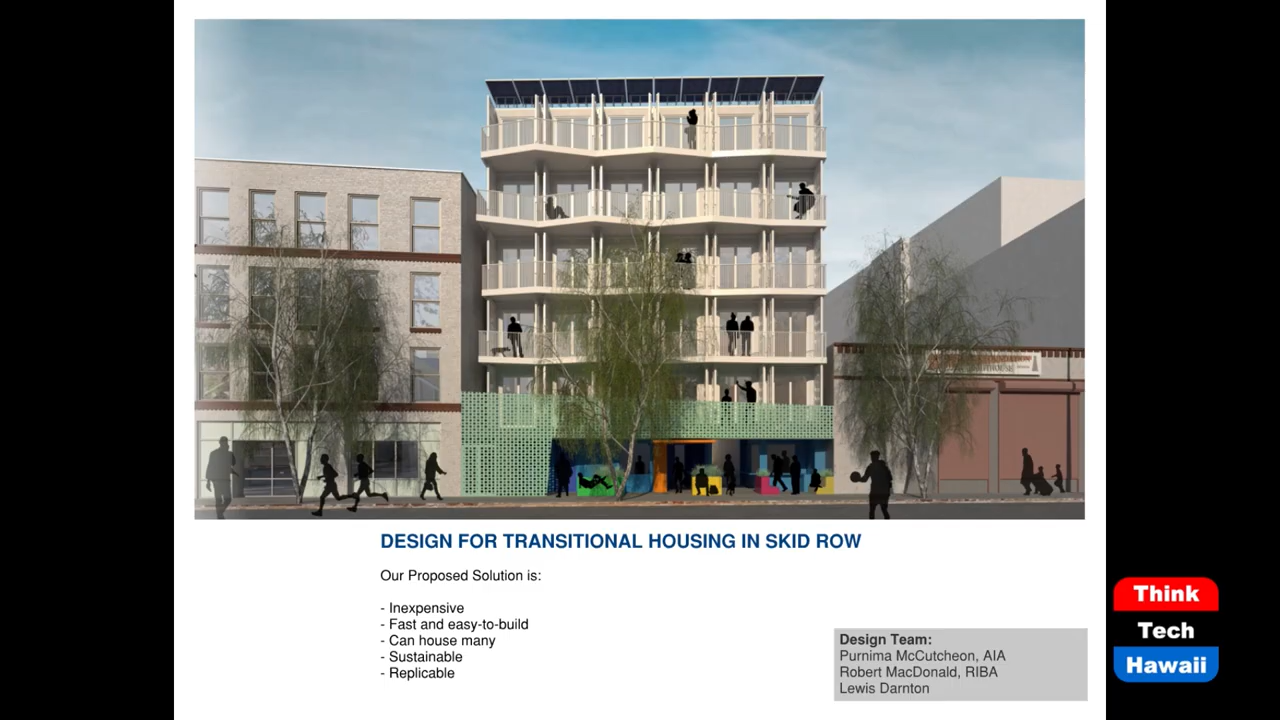 DESIGN FOR TRANSITIONAL HOUSING IN SKID ROW
Our Proposed Solution is:
- Inexpensive
- Fast and easy-to-build
- Can house many
- Sustainable
- Replicable
Design Team:
Purnima McCutcheon, AIA
Robert MacDonald, RIBA
Lewis Darnton
Think
Tech
Hawaii